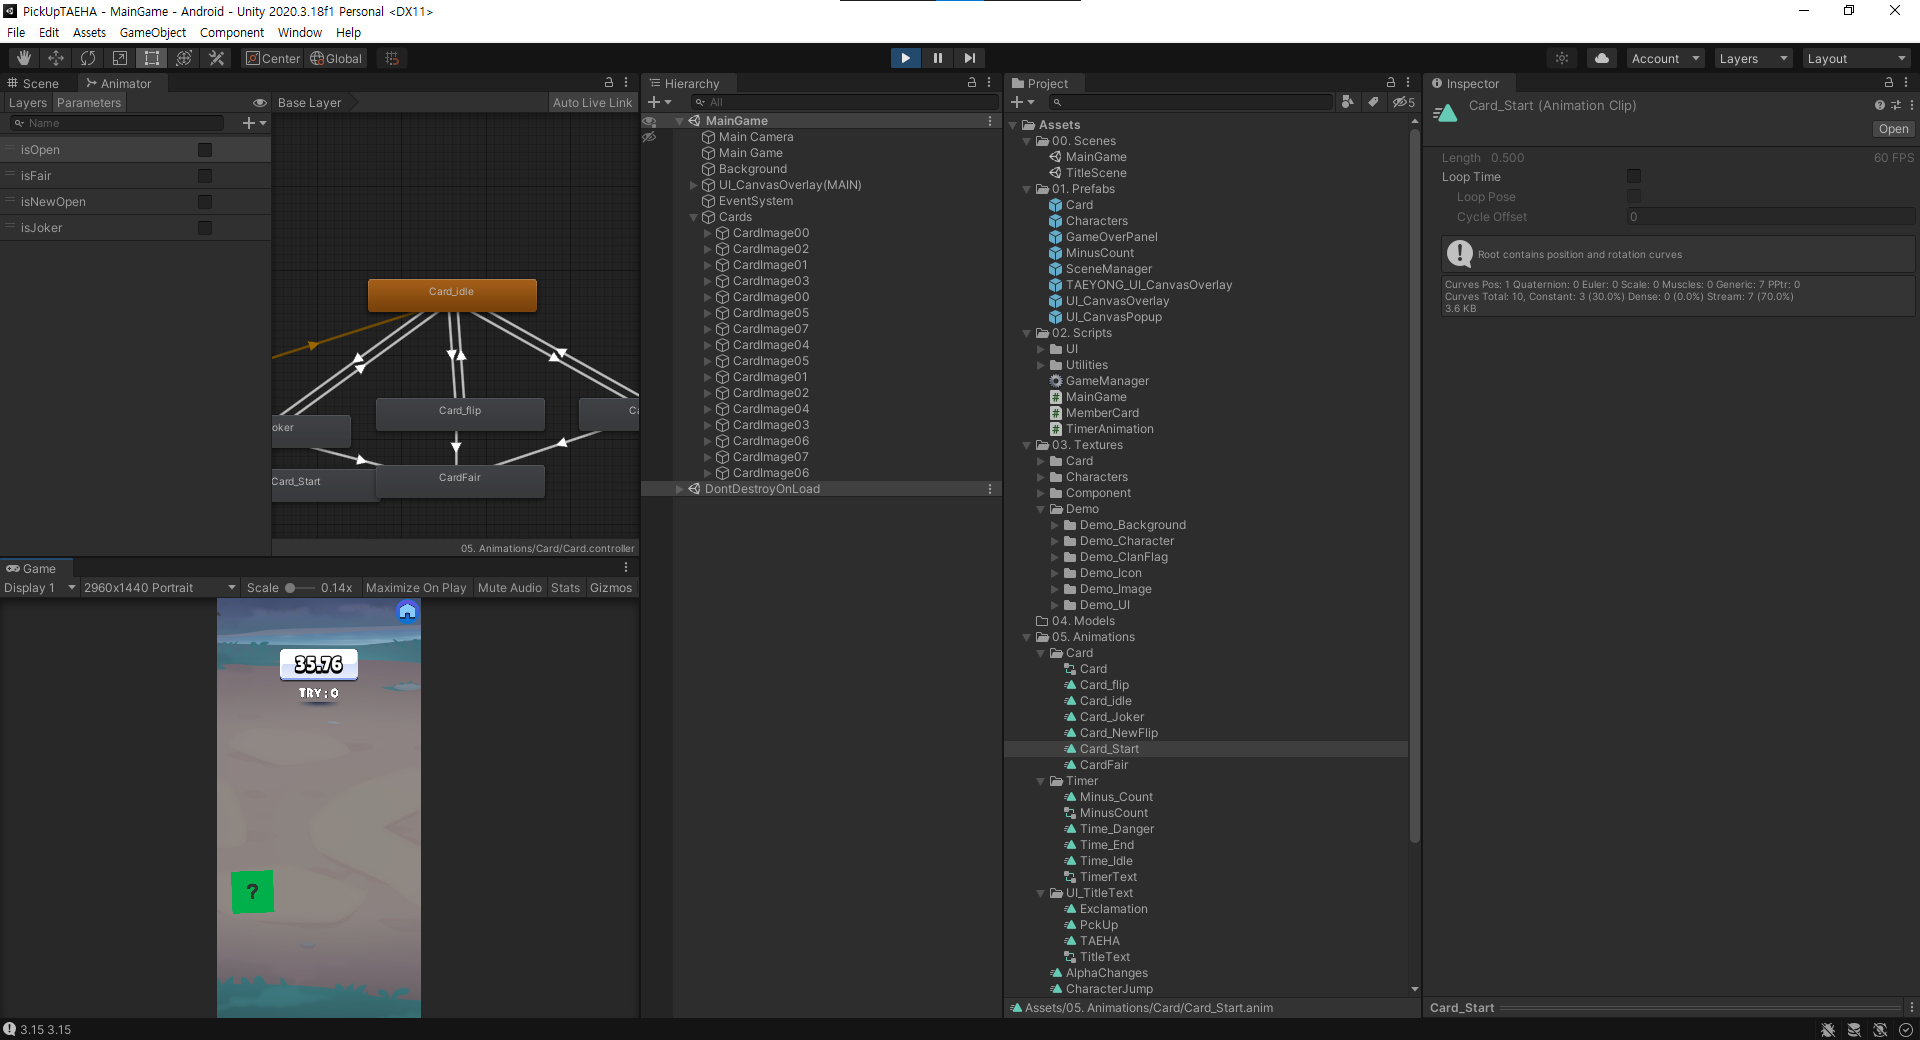 PickUpTAEHA - MainGame - Android - Unity 2020.3.18f1 Personal <DX11>
File Edit Assets GameObject Component Window Help
Center Global Account Layers Layout
Scene Animator
Layers Parameters Base Layer Auto Live Link
Name
isOpen
isFair
isNewOpen
isJoker
Card_idle
Card_flip
Ca
oker
CardFair
Card_Start
05. Animations/Card/Card.controller
Game
Display 1 2960x1440 Portrait Scale 0.14x Maximize On Play Mute Audio Stats Gizmos
35.76
TRY : 0
?
Hierarchy
All
MainGame
Main Camera
Main Game
Background
UI_CanvasOverlay(MAIN)
EventSystem
Cards
CardImage00
CardImage02
CardImage01
CardImage03
CardImage00
CardImage05
CardImage07
CardImage04
CardImage05
CardImage01
CardImage02
CardImage04
CardImage03
CardImage06
CardImage07
CardImage06
DontDestroyOnLoad
Project
5
Assets
00. Scenes
MainGame
TitleScene
01. Prefabs
Card
Characters
GameOverPanel
MinusCount
SceneManager
TAEYONG_UI_CanvasOverlay
UI_CanvasOverlay
UI_CanvasPopup
02. Scripts
UI
Utilities
GameManager
MainGame
MemberCard
TimerAnimation
03. Textures
Card
Characters
Component
Demo
Demo_Background
Demo_Character
Demo_ClanFlag
Demo_Icon
Demo_Image
Demo_UI
04. Models
05. Animations
Card
Card
Card_flip
Card_idle
Card_Joker
Card_NewFlip
Card_Start
CardFair
Timer
Minus_Count
MinusCount
Time_Danger
Time_End
Time_Idle
TimerText
UI_TitleText
Exclamation
PckUp
TAEHA
TitleText
AlphaChanges
CharacterJump
Assets/05. Animations/Card/Card_Start.anim
Inspector
Card_Start (Animation Clip)
Open
Length 0.500 60 FPS
Loop Time
Loop Pose
Cycle Offset 0
Root contains position and rotation curves
Curves Pos: 1 Quaternion: 0 Euler: 0 Scale: 0 Muscles: 0 Generic: 7 PPtr: 0
Curves Total: 10, Constant: 3 (30.0%) Dense: 0 (0.0%) Stream: 7 (70.0%)
3.6 KB
Card_Start
3.15 3.15